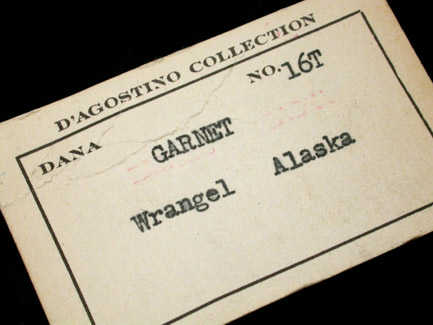 D'AGOSTINO COLLECTION
NO. 16T
DANA GARNET
Wrangel Alaska